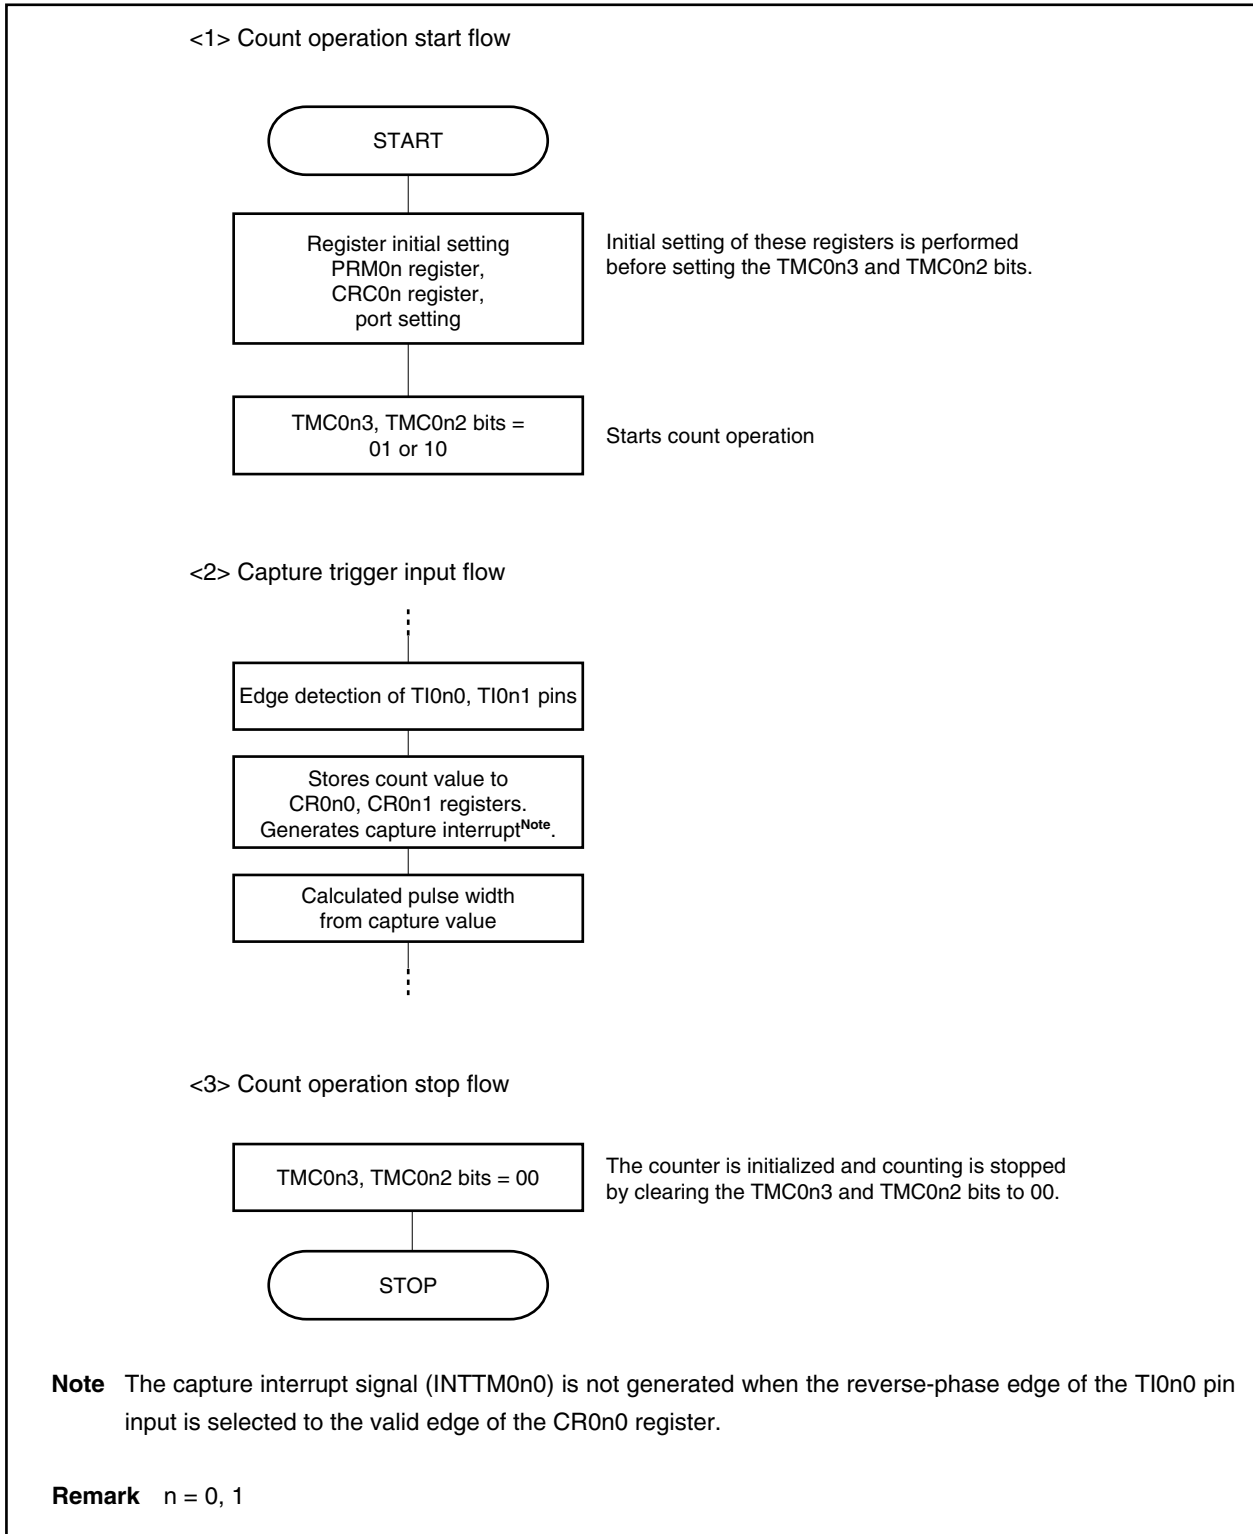 <1> Count operation start flow
START
Register initial setting
PRM0n register,
CRC0n register,
port setting
Initial setting of these registers is performed
before setting the TMC0n3 and TMC0n2 bits.
TMC0n3, TMC0n2 bits =
01 or 10
Starts count operation
<2> Capture trigger input flow
Edge detection of TI0n0, TI0n1 pins
Stores count value to
CR0n0, CR0n1 registers.
Generates capture interruptNote.
Calculated pulse width
from capture value
<3> Count operation stop flow
TMC0n3, TMC0n2 bits = 00
The counter is initialized and counting is stopped
by clearing the TMC0n3 and TMC0n2 bits to 00.
STOP
Note The capture interrupt signal (INTTM0n0) is not generated when the reverse-phase edge of the TI0n0 pin
input is selected to the valid edge of the CR0n0 register.
Remark n = 0, 1